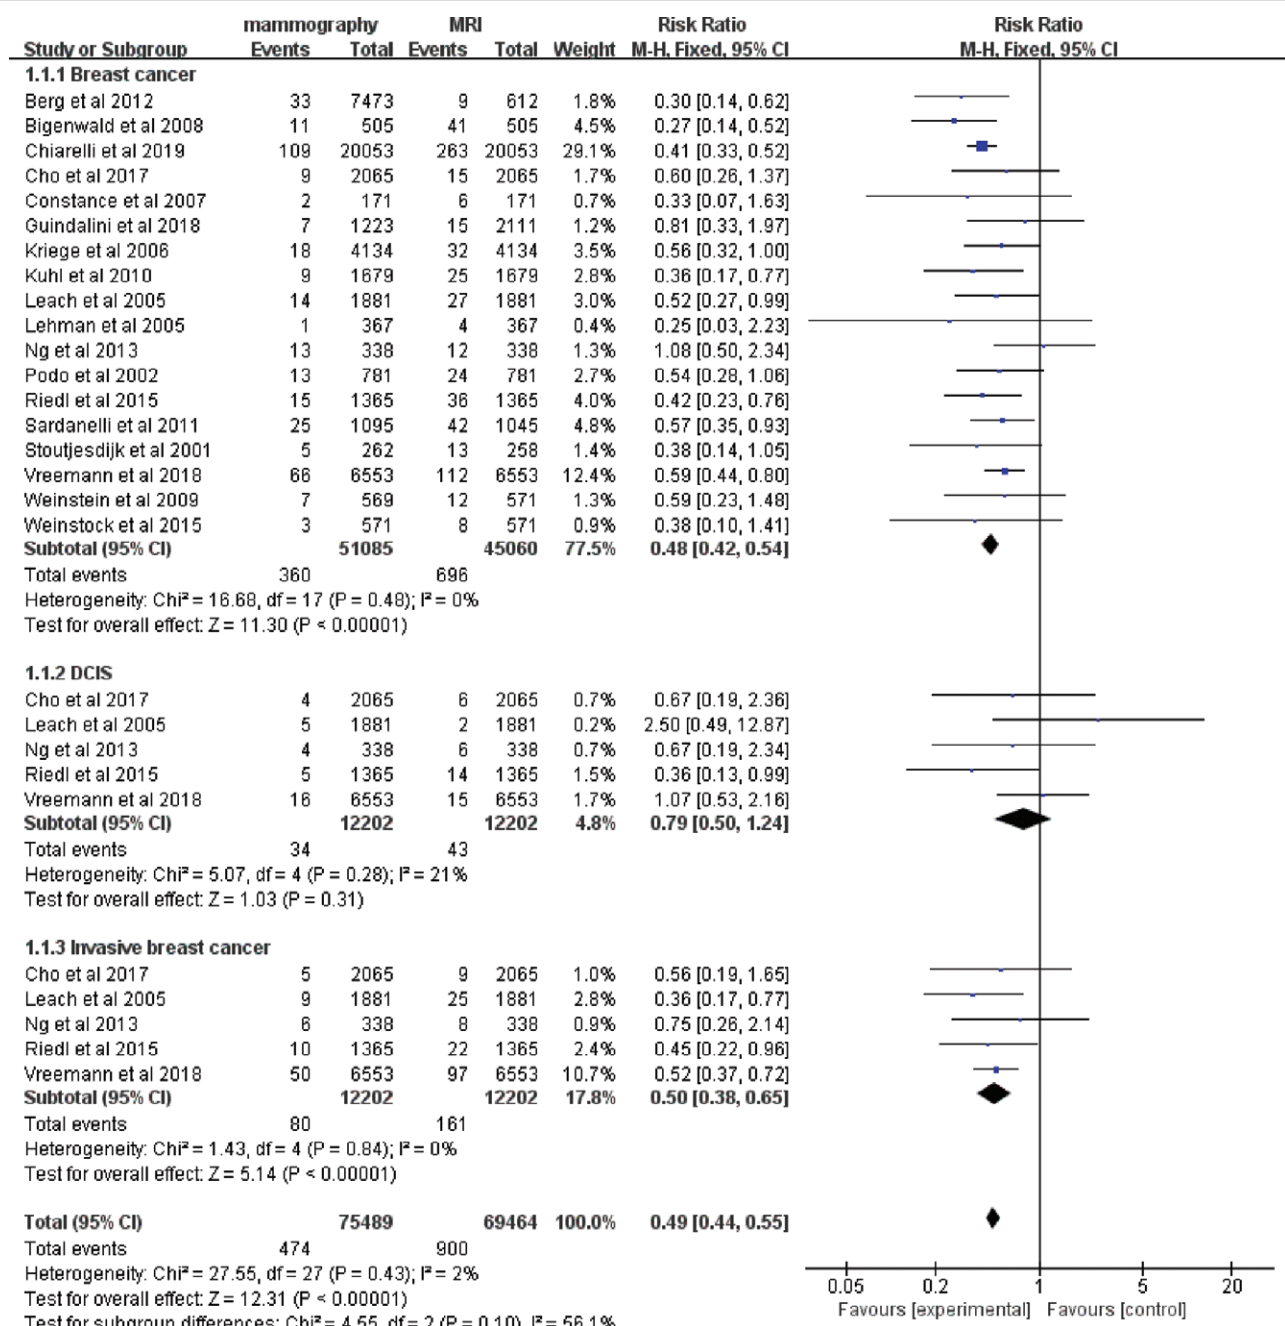 mammography MRI Risk Ratio Risk Ratio
Study or Subgroup Events Total Events Total Weight M-H, Fixed, 95% CI M-H, Fixed, 95% CI
1.1.1 Breast cancer
Berg et al 2012 33 7473 9 612 1.8% 0.30 [0.14, 0.62]
Bigenwald et al 2008 11 505 41 505 4.5% 0.27 [0.14, 0.52]
Chiarelli et al 2019 109 20053 263 20053 29.1% 0.41 [0.33, 0.52]
Cho et al 2017 9 2065 15 2065 1.7% 0.60 [0.26, 1.37]
Constance et al 2007 2 171 6 171 0.7% 0.33 [0.07, 1.63]
Guindalini et al 2018 7 1223 15 2111 1.2% 0.81 [0.33, 1.97]
Kriege et al 2006 18 4134 32 4134 3.5% 0.56 [0.32, 1.00]
Kuhl et al 2010 9 1679 25 1679 2.8% 0.36 [0.17, 0.77]
Leach et al 2005 14 1881 27 1881 3.0% 0.52 [0.27, 0.99]
Lehman et al 2005 1 367 4 367 0.4% 0.25 [0.03, 2.23]
Ng et al 2013 13 338 12 338 1.3% 1.08 [0.50, 2.34]
Podo et al 2002 13 781 24 781 2.7% 0.54 [0.28, 1.06]
Riedl et al 2015 15 1365 36 1365 4.0% 0.42 [0.23, 0.76]
Sardanelli et al 2011 25 1095 42 1045 4.8% 0.57 [0.35, 0.93]
Stoutjesdijk et al 2001 5 262 13 258 1.4% 0.38 [0.14, 1.05]
Vreemann et al 2018 66 6553 112 6553 12.4% 0.59 [0.44, 0.80]
Weinstein et al 2009 7 569 12 571 1.3% 0.59 [0.23, 1.48]
Weinstock et al 2015 3 571 8 571 0.9% 0.38 [0.10, 1.41]
Subtotal (95% CI) 51085 45060 77.5% 0.48 [0.42, 0.54]
Total events 360 696
Heterogeneity: Chi² = 16.68, df = 17 (P = 0.48); I² = 0%
Test for overall effect: Z = 11.30 (P < 0.00001)
1.1.2 DCIS
Cho et al 2017 4 2065 6 2065 0.7% 0.67 [0.19, 2.36]
Leach et al 2005 5 1881 2 1881 0.2% 2.50 [0.49, 12.87]
Ng et al 2013 4 338 6 338 0.7% 0.67 [0.19, 2.34]
Riedl et al 2015 5 1365 14 1365 1.5% 0.36 [0.13, 0.99]
Vreemann et al 2018 16 6553 15 6553 1.7% 1.07 [0.53, 2.16]
Subtotal (95% CI) 12202 12202 4.8% 0.79 [0.50, 1.24]
Total events 34 43
Heterogeneity: Chi² = 5.07, df = 4 (P = 0.28); I² = 21%
Test for overall effect: Z = 1.03 (P = 0.31)
1.1.3 Invasive breast cancer
Cho et al 2017 5 2065 9 2065 1.0% 0.56 [0.19, 1.65]
Leach et al 2005 9 1881 25 1881 2.8% 0.36 [0.17, 0.77]
Ng et al 2013 6 338 8 338 0.9% 0.75 [0.26, 2.14]
Riedl et al 2015 10 1365 22 1365 2.4% 0.45 [0.22, 0.96]
Vreemann et al 2018 50 6553 97 6553 10.7% 0.52 [0.37, 0.72]
Subtotal (95% CI) 12202 12202 17.8% 0.50 [0.38, 0.65]
Total events 80 161
Heterogeneity: Chi² = 1.43, df = 4 (P = 0.84); I² = 0%
Test for overall effect: Z = 5.14 (P < 0.00001)
Total (95% CI) 75489 69464 100.0% 0.49 [0.44, 0.55]
Total events 474 900
Heterogeneity: Chi² = 27.55, df = 27 (P = 0.43); I² = 2%
Test for overall effect: Z = 12.31 (P < 0.00001)
Test for subgroup differences: Chi² = 4.55, df = 2 (P = 0.10), I² = 56.1%
0.05 0.2 1 5 20
Favours [experimental] Favours [control]